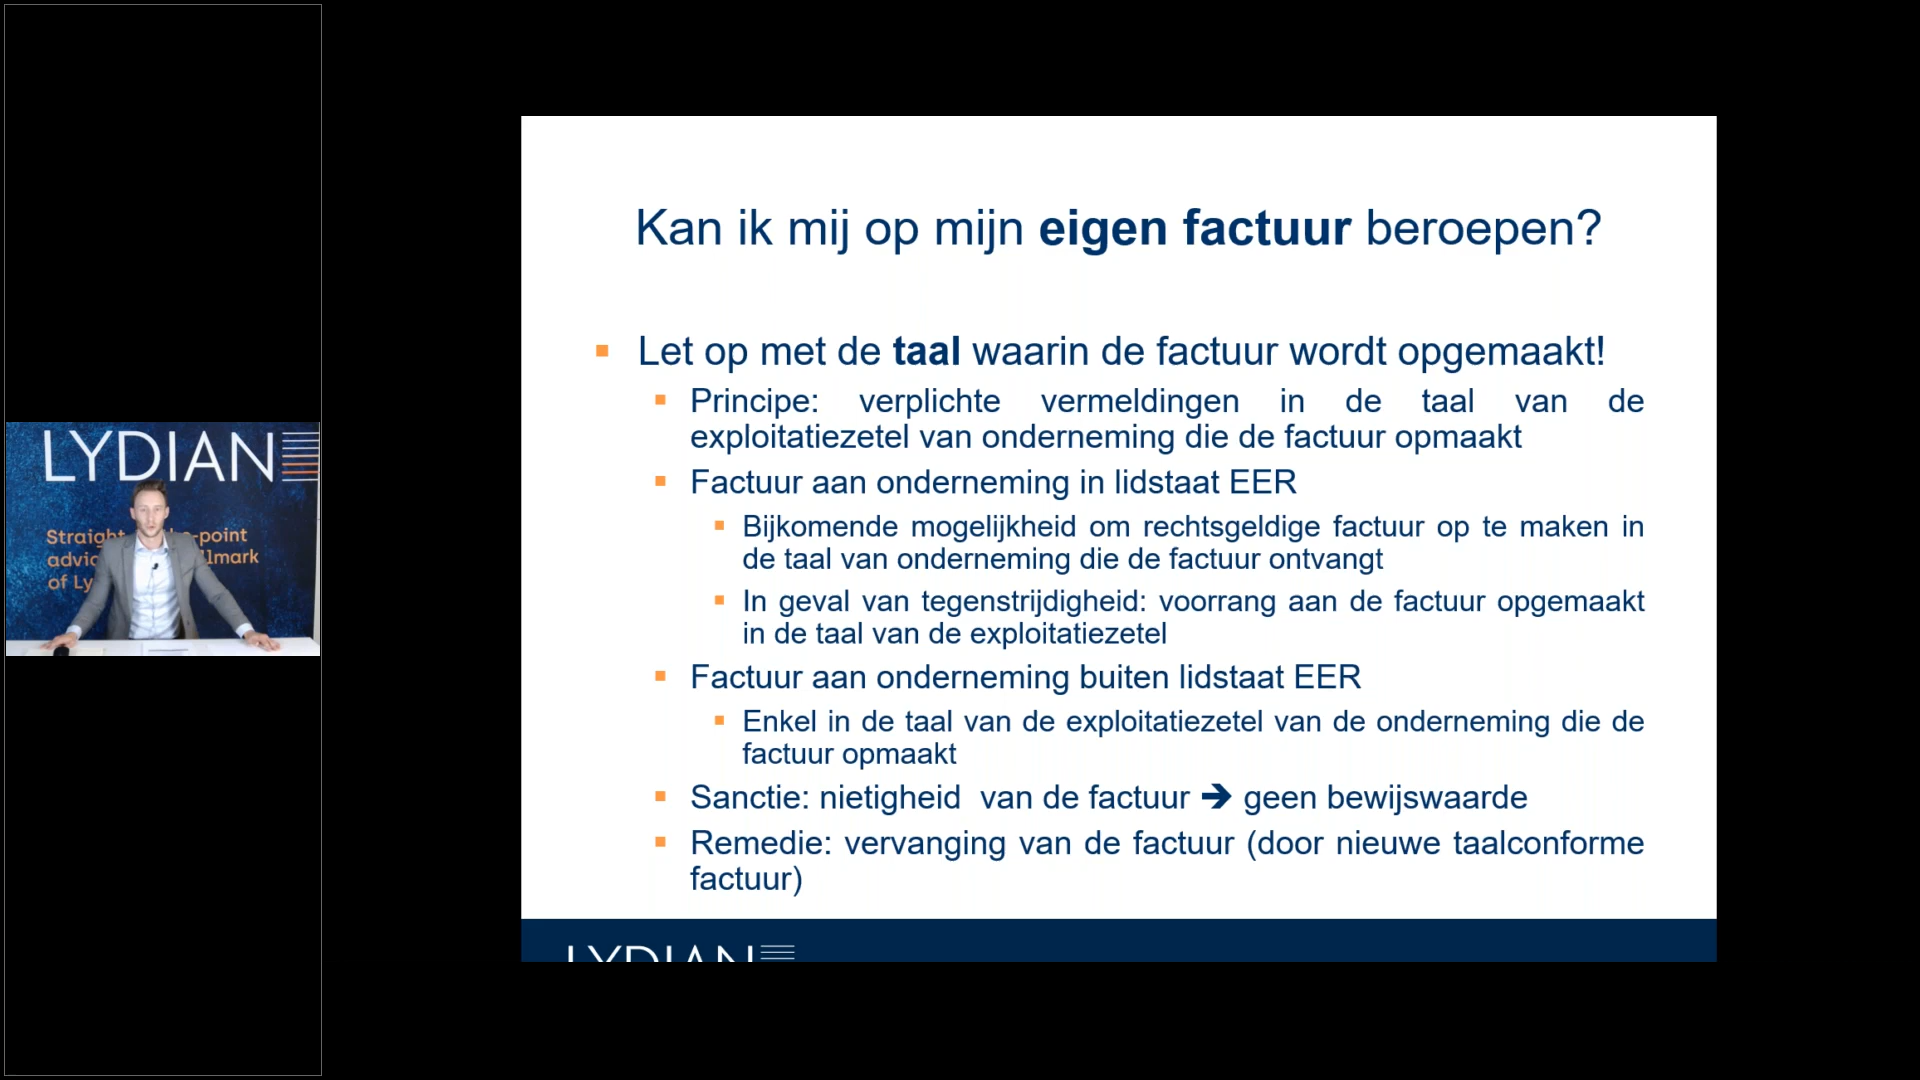 LYDIAN
Straight -point
advic llmark
of Ly
Kan ik mij op mijn eigen factuur beroepen?
Let op met de taal waarin de factuur wordt opgemaakt!
Principe: verplichte vermeldingen in de taal van de
exploitatiezetel van onderneming die de factuur opmaakt
Factuur aan onderneming in lidstaat EER
Bijkomende mogelijkheid om rechtsgeldige factuur op te maken in
de taal van onderneming die de factuur ontvangt
In geval van tegenstrijdigheid: voorrang aan de factuur opgemaakt
in de taal van de exploitatiezetel
Factuur aan onderneming buiten lidstaat EER
Enkel in de taal van de exploitatiezetel van de onderneming die de
factuur opmaakt
Sanctie: nietigheid van de factuur ➔ geen bewijswaarde
Remedie: vervanging van de factuur (door nieuwe taalconforme
factuur)
LYDIAN